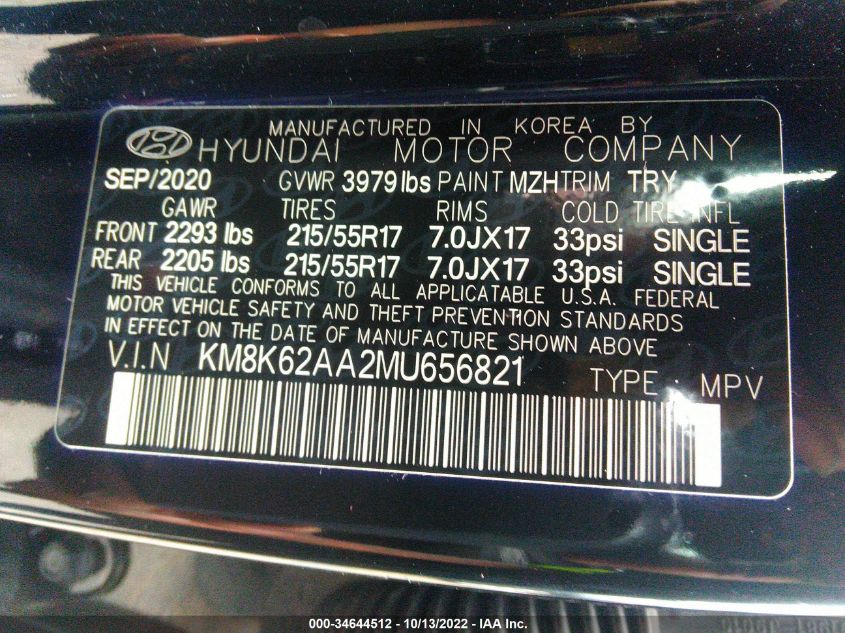 MANUFACTURED IN KOREA BY
HYUNDAI MOTOR COMPANY
SEP/2020 GVWR 3979 lbs PAINT MZH TRIM TRY
GAWR TIRES RIMS COLD TIRE INFL
FRONT 2293 lbs 215/55R17 7.0JX17 33psi SINGLE
REAR 2205 lbs 215/55R17 7.0JX17 33psi SINGLE
THIS VEHICLE CONFORMS TO ALL APPLICATABLE U.S.A. FEDERAL
MOTOR VEHICLE SAFETY AND THEFT PREVENTION STANDARDS
IN EFFECT ON THE DATE OF MANUFACTURE SHOWN ABOVE
V.I.N KM8K62AA2MU656821 TYPE : MPV
000-34644512 - 10/13/2022 - IAA Inc.